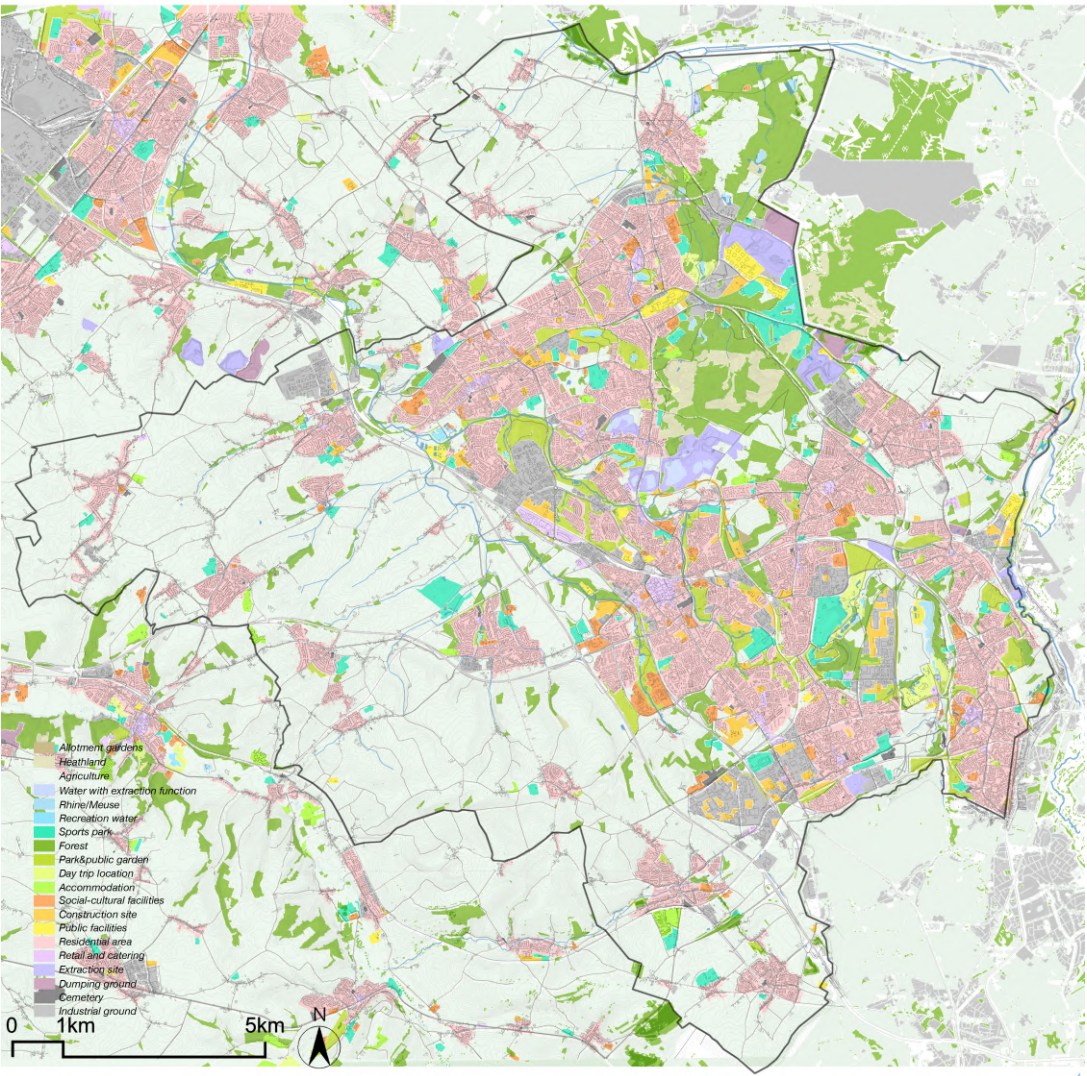 Allotment gardens
Heathland
Agriculture
Water with extraction function
Rhine/Meuse
Recreation water
Sports park
Forest
Park&public garden
Day trip location
Accommodation
Social-cultural facilities
Construction site
Public facilities
Residential area
Retail and catering
Extraction site
Dumping ground
Cemetery
Industrial ground
0 1km 5km
N